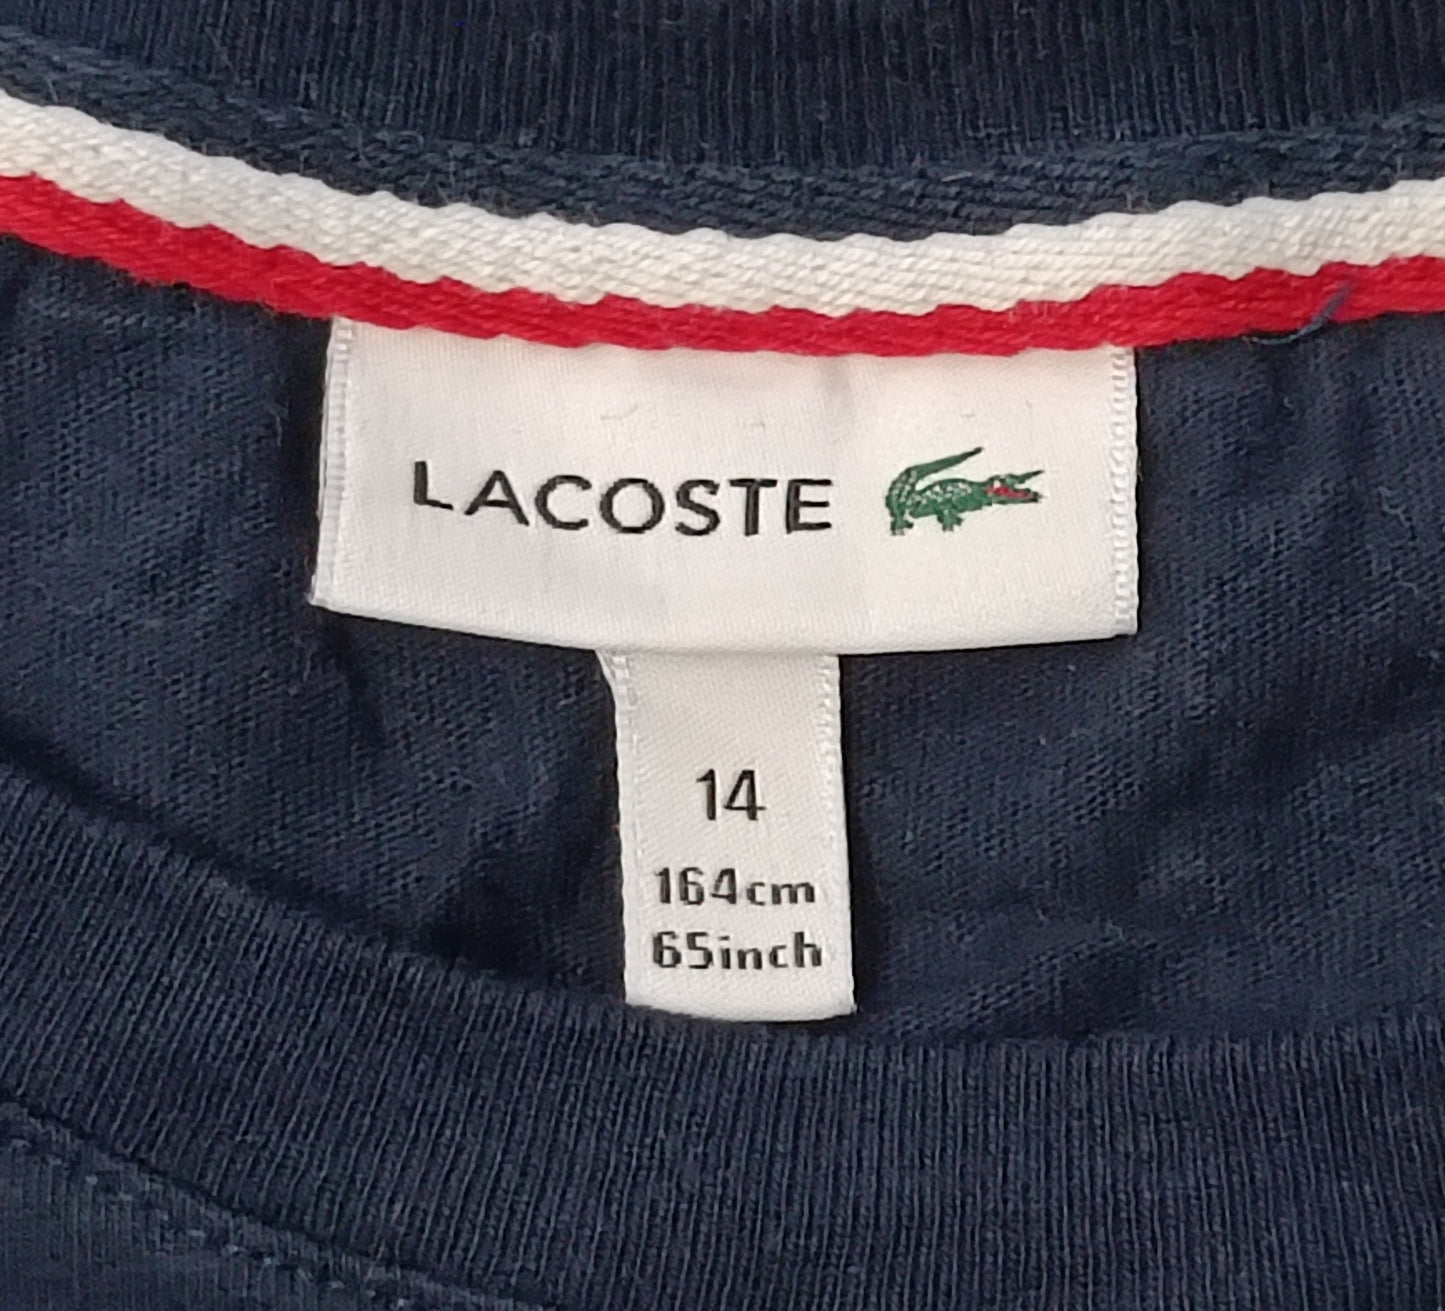 LACOSTE
14
164cm
65inch